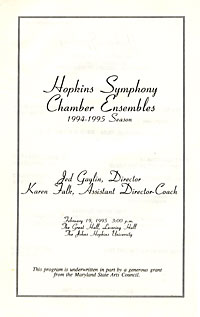 Hopkins Symphony
Chamber Ensembles
1994-1995 Season
Jed Gaylin, Director
Karen Falk, Assistant Director-Coach
February 19, 1995 3:00 p.m.
The Great Hall, Levering Hall
The Johns Hopkins University
This program is underwritten in part by a generous grant
from the Maryland State Arts Council.